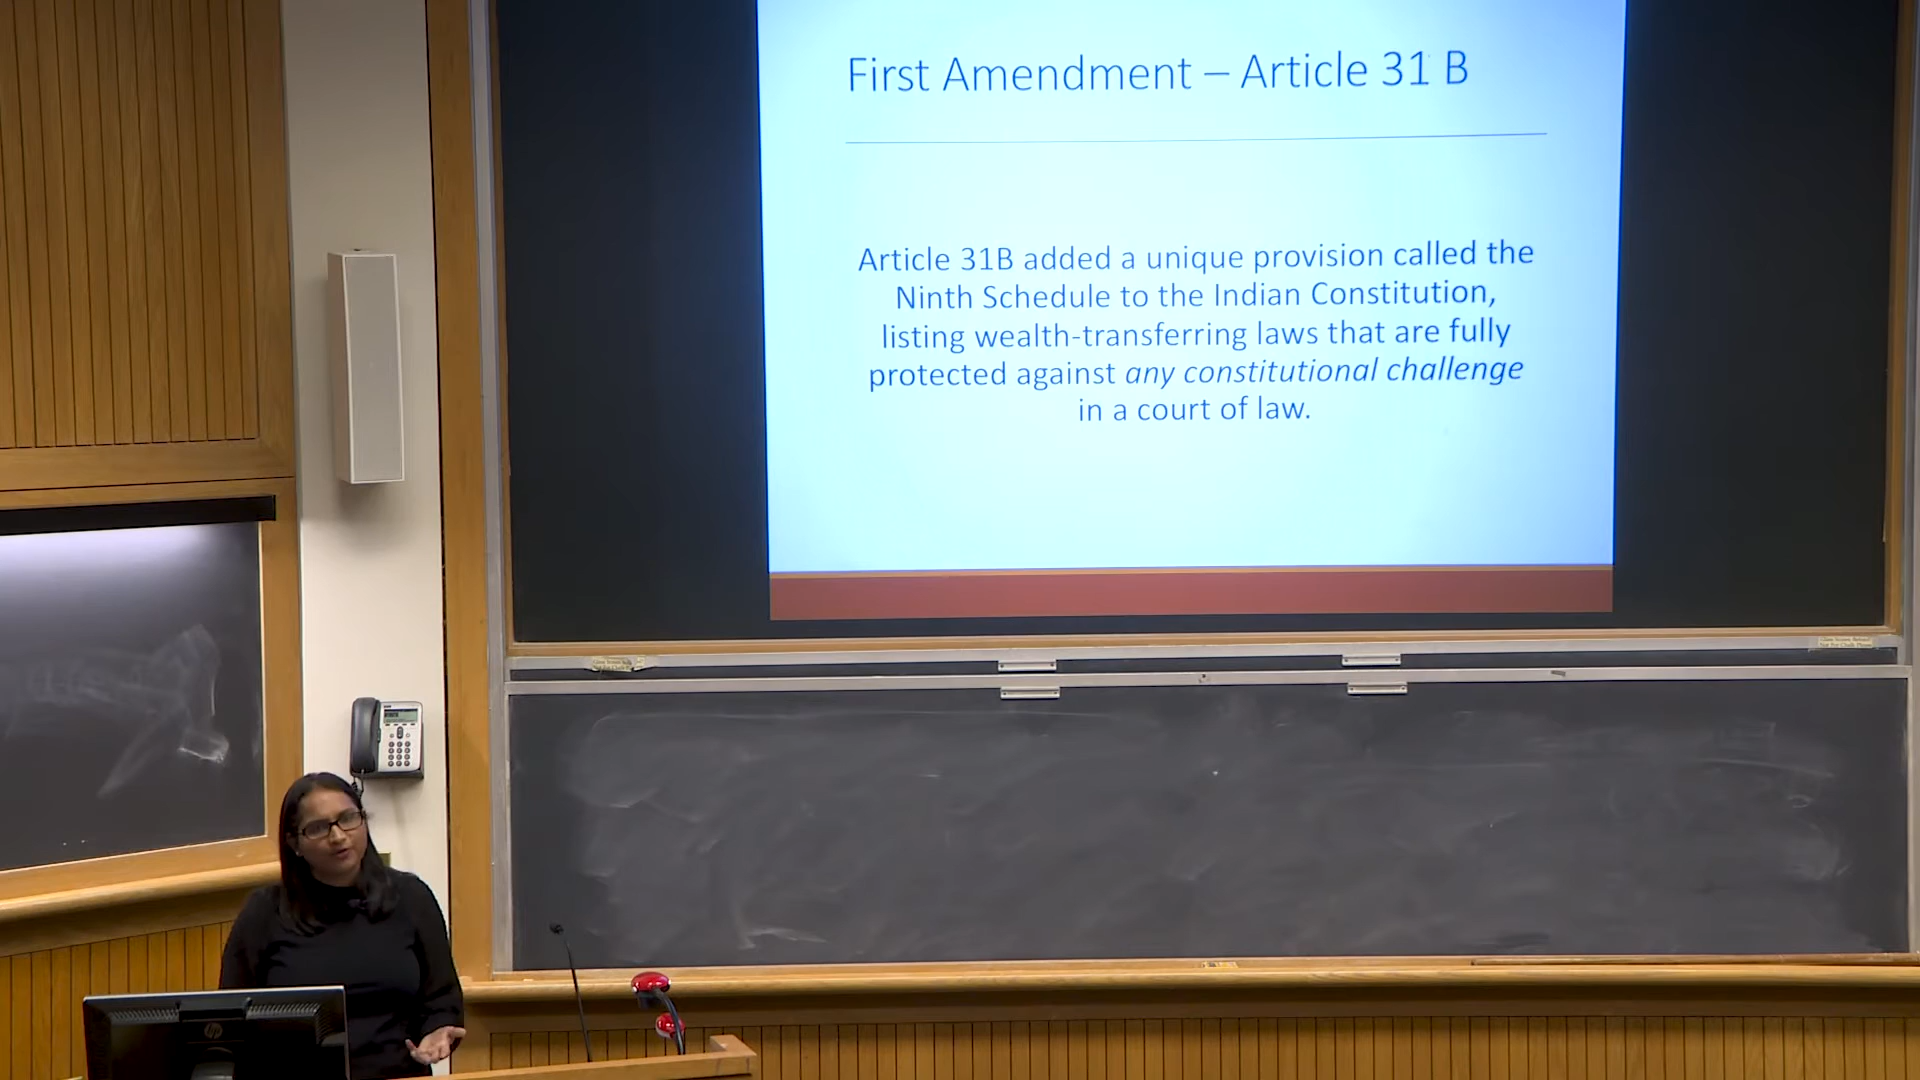 First Amendment – Article 31 B
Article 31B added a unique provision called the
Ninth Schedule to the Indian Constitution,
listing wealth-transferring laws that are fully
protected against any constitutional challenge
in a court of law.
hp